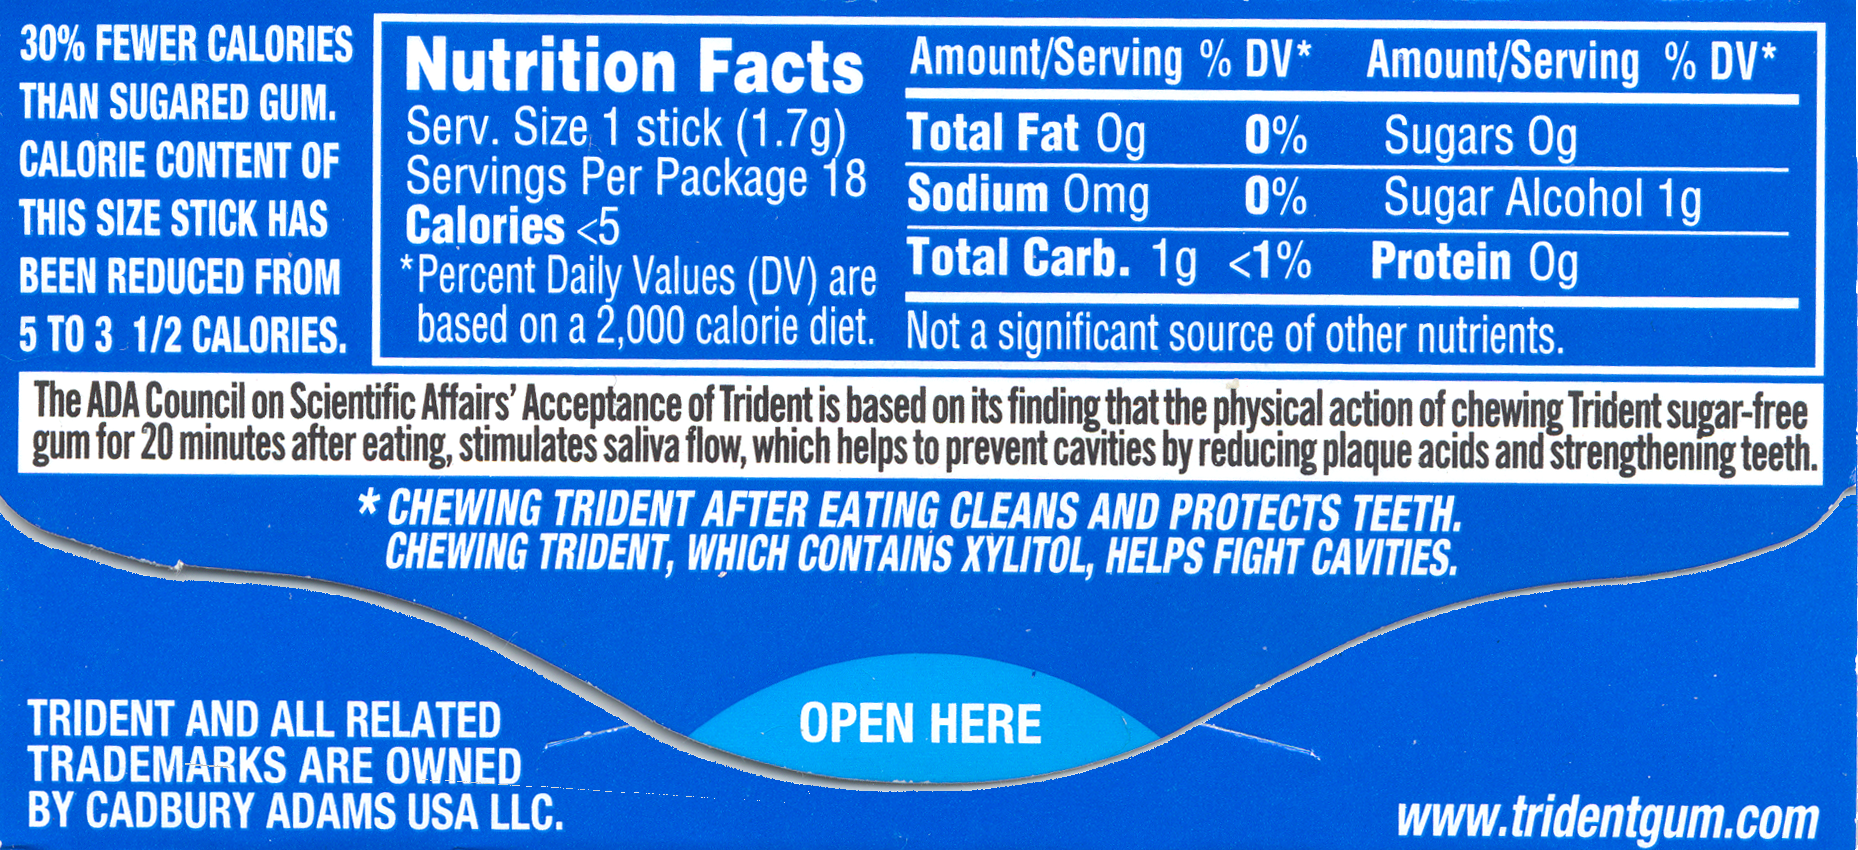 30% FEWER CALORIES
THAN SUGARED GUM.
CALORIE CONTENT OF
THIS SIZE STICK HAS
BEEN REDUCED FROM
5 TO 3 1/2 CALORIES.
Nutrition Facts
Serv. Size 1 stick (1.7g)
Servings Per Package 18
Calories <5
*Percent Daily Values (DV) are
based on a 2,000 calorie diet.
Amount/Serving % DV* Amount/Serving % DV*
Total Fat 0g 0% Sugars 0g
Sodium 0mg 0% Sugar Alcohol 1g
Total Carb. 1g <1% Protein 0g
Not a significant source of other nutrients.
The ADA Council on Scientific Affairs' Acceptance of Trident is based on its finding that the physical action of chewing Trident sugar-free
gum for 20 minutes after eating, stimulates saliva flow, which helps to prevent cavities by reducing plaque acids and strengthening teeth.
* CHEWING TRIDENT AFTER EATING CLEANS AND PROTECTS TEETH.
CHEWING TRIDENT, WHICH CONTAINS XYLITOL, HELPS FIGHT CAVITIES.
OPEN HERE
TRIDENT AND ALL RELATED
TRADEMARKS ARE OWNED
BY CADBURY ADAMS USA LLC.
www.tridentgum.com